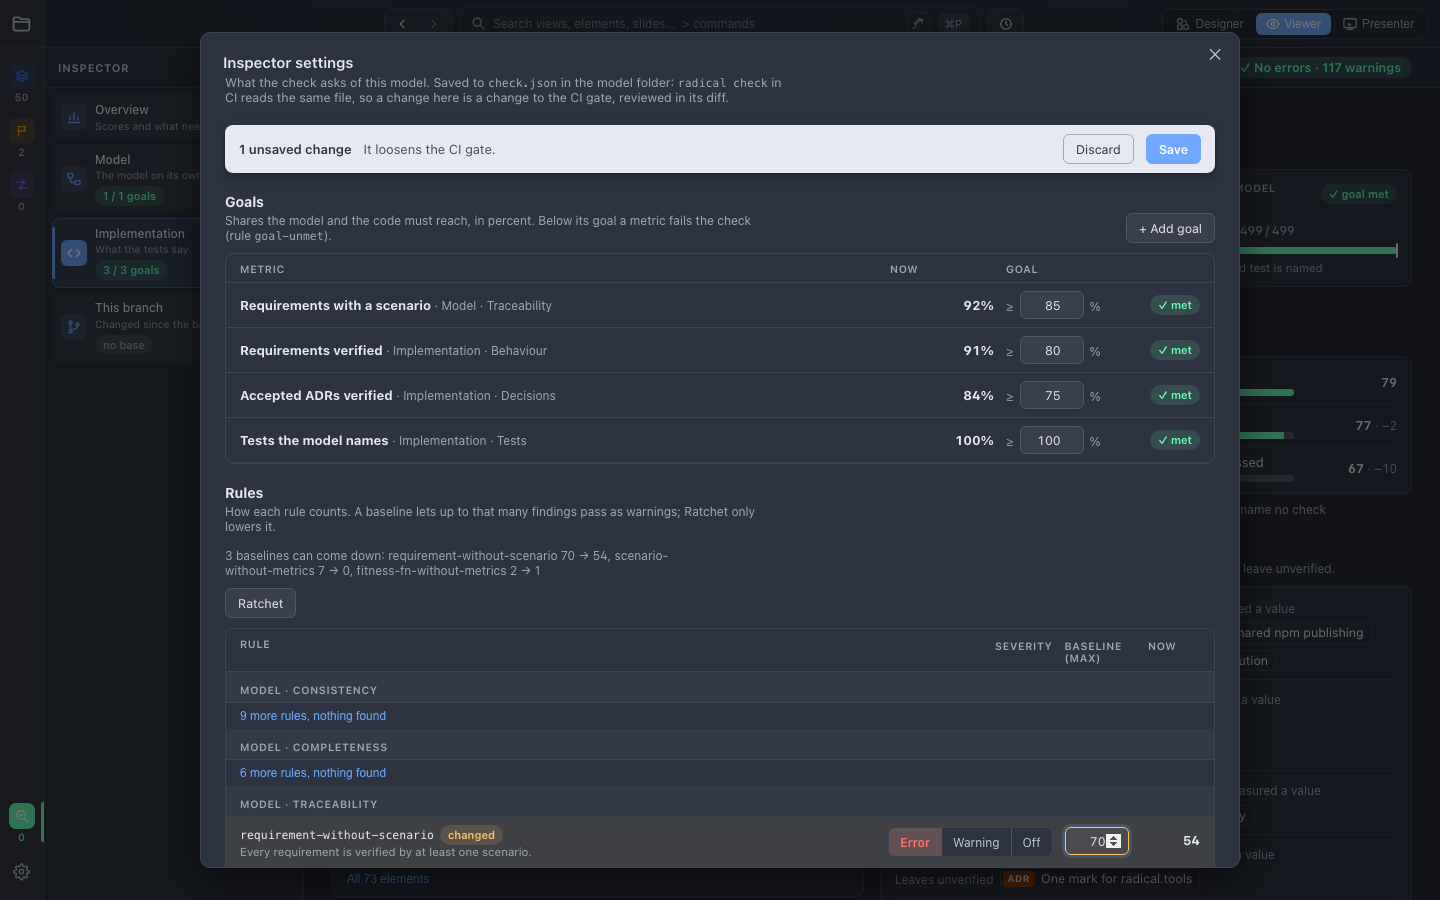 Search views, elements, slides... > commands
⌘P
Designer
Viewer
Presenter
INSPECTOR
✓ No errors · 117 warnings
50
2
0
Overview
Scores and what nee
Model
The model on its own
1 / 1 goals
Implementation
What the tests say
3 / 3 goals
This branch
Changed since the ba
no base
0
Inspector settings
What the check asks of this model. Saved to check.json in the model folder: radical check in
CI reads the same file, so a change here is a change to the CI gate, reviewed in its diff.
1 unsaved change It loosens the CI gate.
Discard
Save
Goals
Shares the model and the code must reach, in percent. Below its goal a metric fails the check
(rule goal-unmet).
+ Add goal
METRIC NOW GOAL
Requirements with a scenario · Model · Traceability 92% ≥ 85 % ✓ met
Requirements verified · Implementation · Behaviour 91% ≥ 80 % ✓ met
Accepted ADRs verified · Implementation · Decisions 84% ≥ 75 % ✓ met
Tests the model names · Implementation · Tests 100% ≥ 100 % ✓ met
Rules
How each rule counts. A baseline lets up to that many findings pass as warnings; Ratchet only
lowers it.
3 baselines can come down: requirement-without-scenario 70 → 54, scenario-
without-metrics 7 → 0, fitness-fn-without-metrics 2 → 1
Ratchet
RULE SEVERITY BASELINE (MAX) NOW
MODEL · CONSISTENCY
9 more rules, nothing found
MODEL · COMPLETENESS
6 more rules, nothing found
MODEL · TRACEABILITY
requirement-without-scenario changed
Every requirement is verified by at least one scenario.
Error Warning Off 70 54
MODEL
✓ goal met
499 / 499
d test is named
79
77 · −2
ssed
67 · −10
name no check
leave unverified.
ed a value
hared npm publishing
ution
a value
asured a value
y
a value
All 73 elements
Leaves unverified ADR One mark for radical.tools